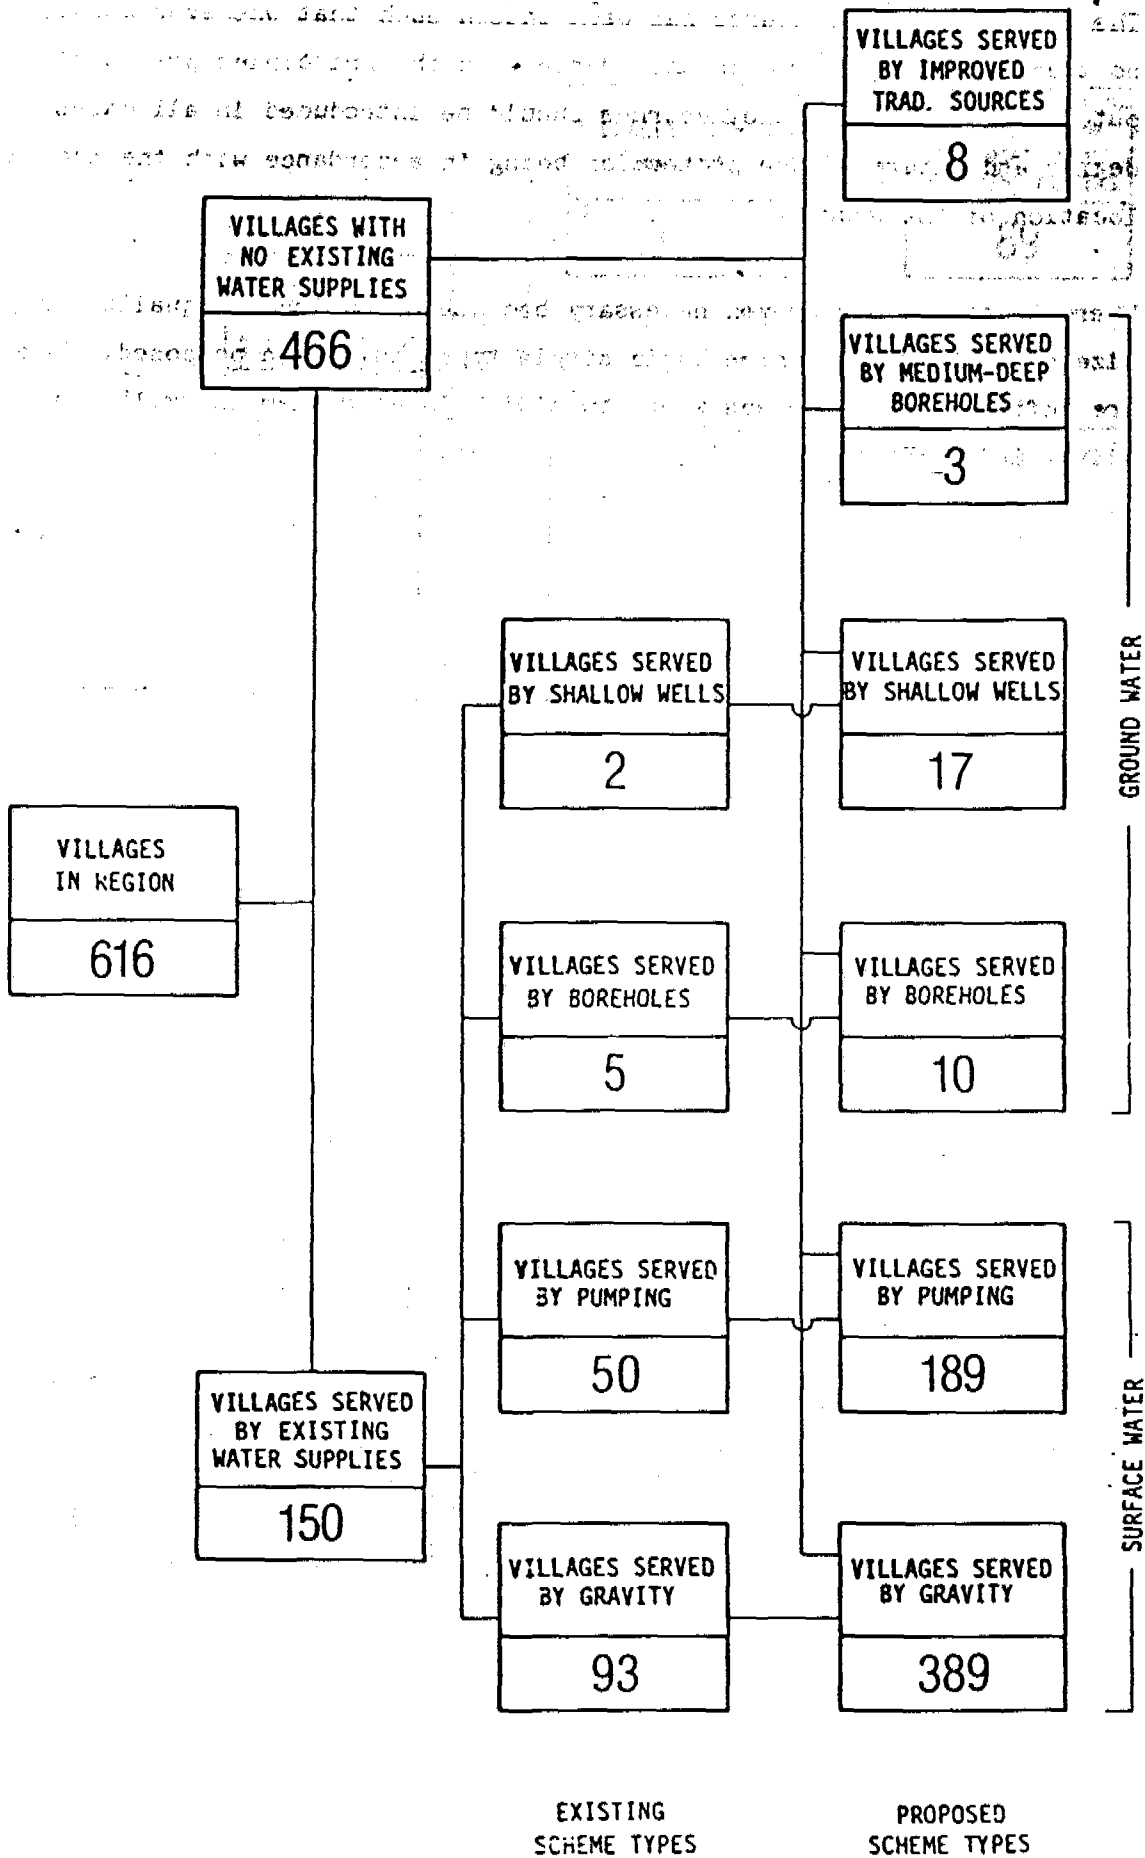 VILLAGES SERVED
BY IMPROVED
TRAD. SOURCES
8
VILLAGES WITH
NO EXISTING
WATER SUPPLIES
466
VILLAGES SERVED
BY MEDIUM-DEEP
BOREHOLES
3
VILLAGES SERVED
BY SHALLOW WELLS
2
VILLAGES SERVED
BY SHALLOW WELLS
17
GROUND WATER
VILLAGES
IN REGION
616
VILLAGES SERVED
BY BOREHOLES
5
VILLAGES SERVED
BY BOREHOLES
10
VILLAGES SERVED
BY PUMPING
50
VILLAGES SERVED
BY PUMPING
189
VILLAGES SERVED
BY EXISTING
WATER SUPPLIES
150
VILLAGES SERVED
BY GRAVITY
93
VILLAGES SERVED
BY GRAVITY
389
SURFACE WATER
EXISTING
SCHEME TYPES
PROPOSED
SCHEME TYPES